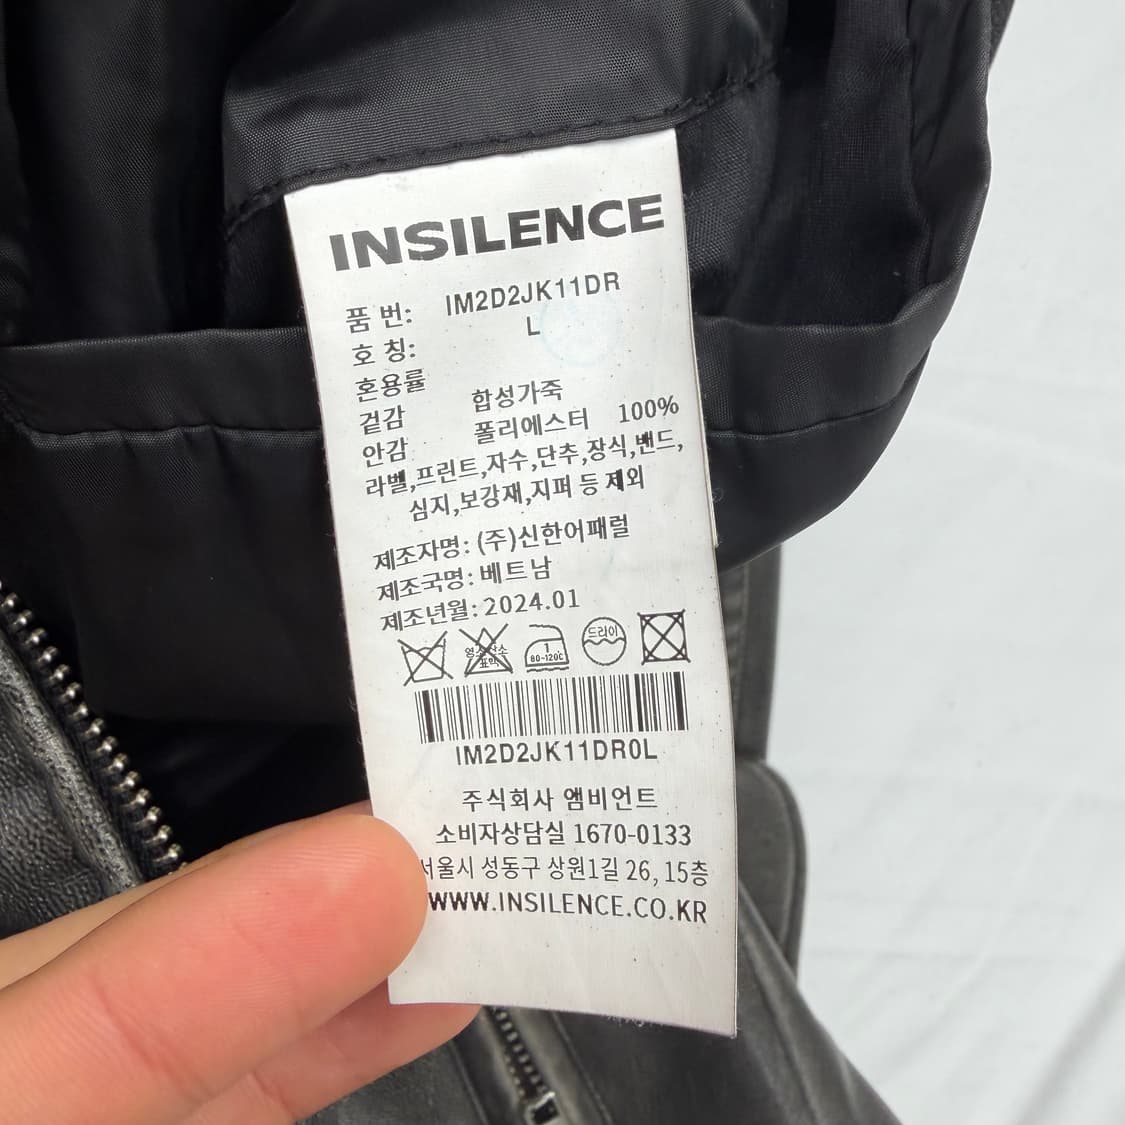 INSILENCE
품 번: IM2D2JK11DR
호 칭: L
혼용률
겉감 합성가죽
안감 폴리에스터 100%
라벨,프린트,자수,단추,장식,밴드,
심지,보강재,지퍼 등 제외
제조자명: (주)신한어패럴
제조국명: 베트남
제조년월: 2024.01
표백
1
80~120℃
드라이
IM2D2JK11DR0L
주식회사 앰비언트
소비자상담실 1670-0133
서울시 성동구 상원1길 26, 15층
WWW.INSILENCE.CO.KR